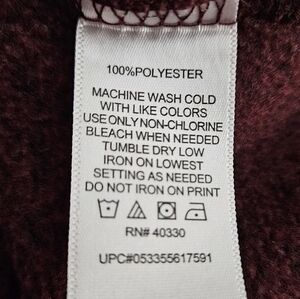 100%POLYESTER
MACHINE WASH COLD
WITH LIKE COLORS
USE ONLY NON-CHLORINE
BLEACH WHEN NEEDED
TUMBLE DRY LOW
IRON ON LOWEST
SETTING AS NEEDED
DO NOT IRON ON PRINT
RN# 40330
UPC#053355617591